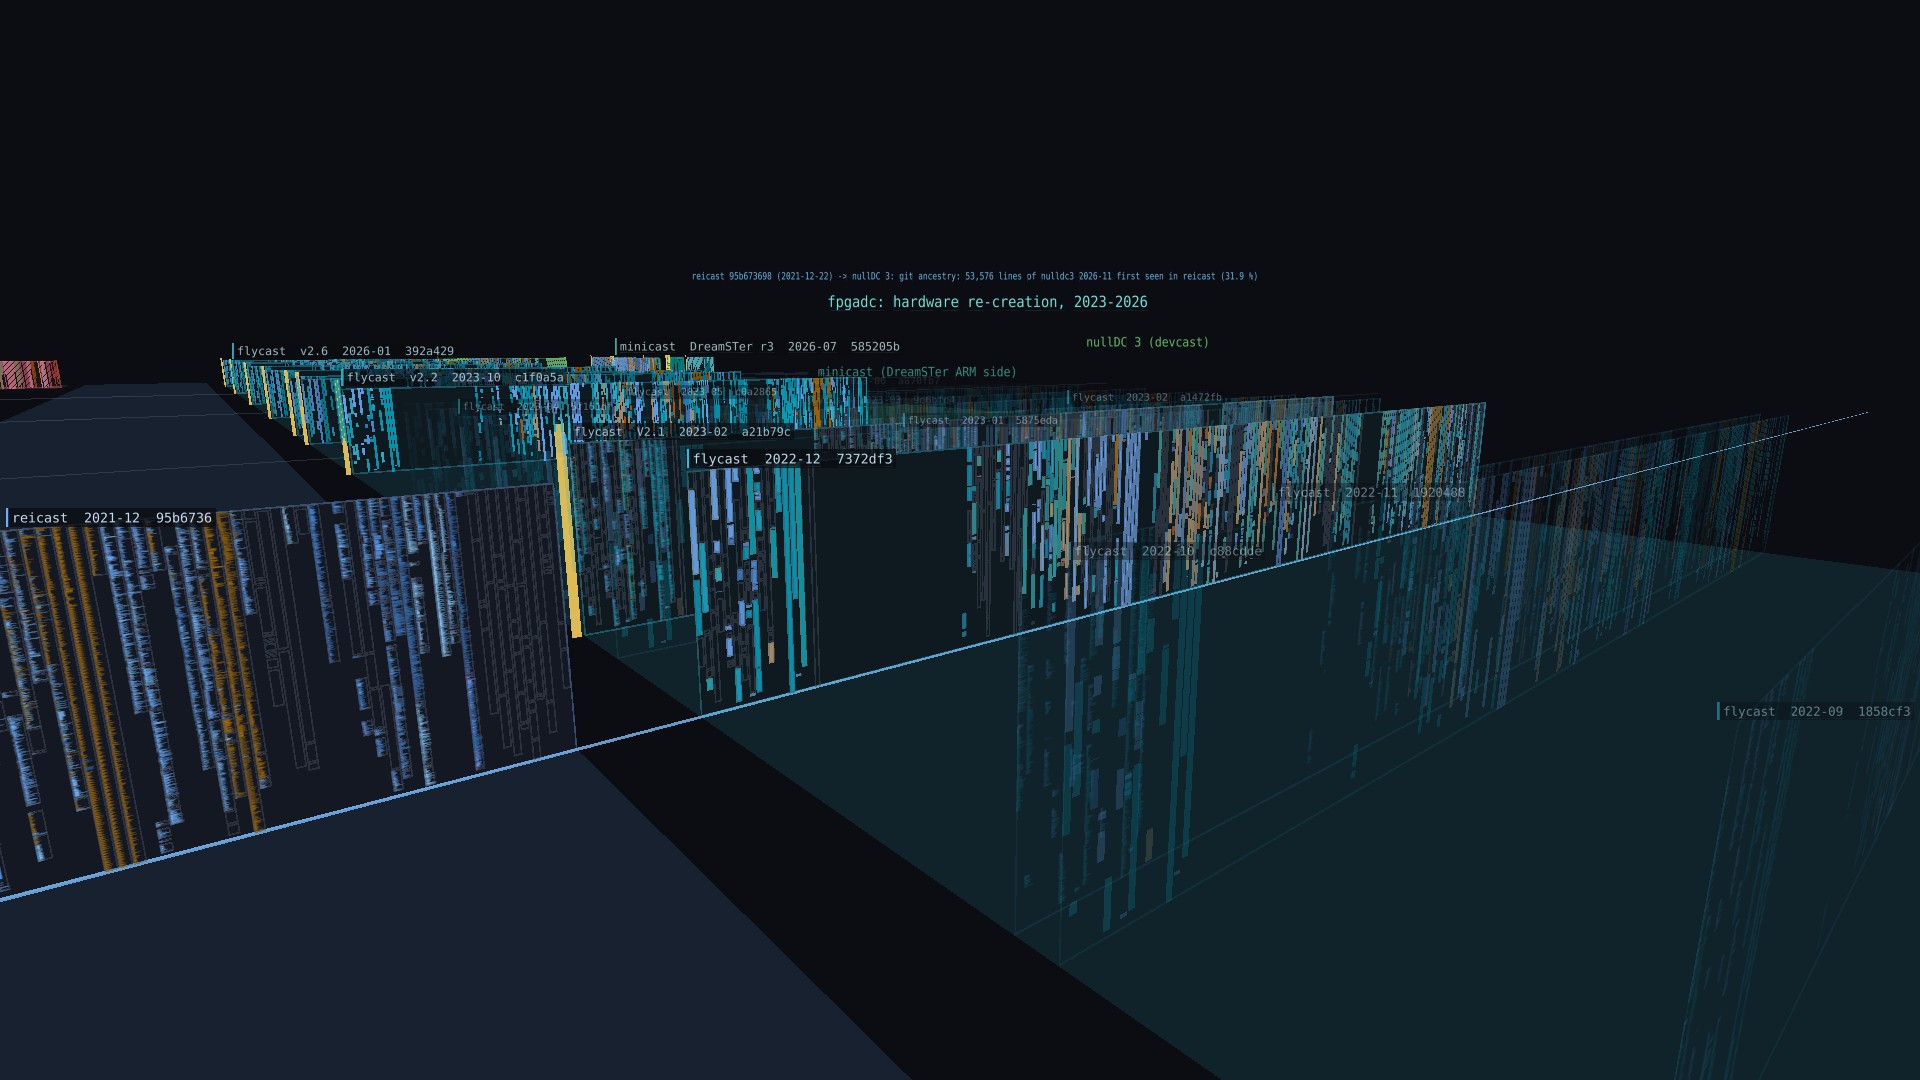 reicast 95b673698 (2021-12-22) -> nullDC 3: git ancestry: 53,576 lines of nulldc3 2026-11 first seen in reicast (31.9 %)
fpgadc: hardware re-creation, 2023-2026
nullDC 3 (devcast)
flycast v2.6 2026-01 392a429
minicast DreamSTer r3 2026-07 585205b
minicast (DreamSTer ARM side)
flycast v2.2 2023-10 c1f0a5a
flycast 2023-02 a1472fb
flycast 2023-01 5875eda
flycast V2.1 2023-02 a21b79c
flycast 2022-12 7372df3
flycast 2022-11 1920488
reicast 2021-12 95b6736
flycast 2022-10 c88cdde
flycast 2022-09 1858cf3